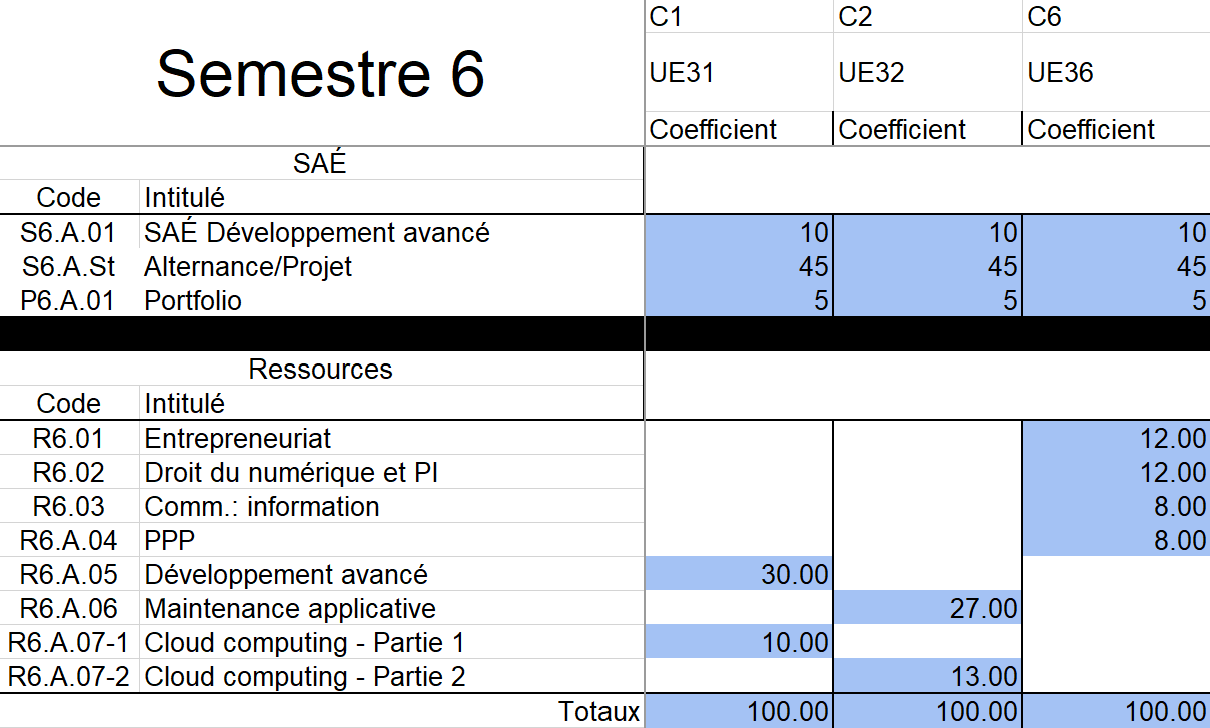 C1 C2 C6
Semestre 6
UE31 UE32 UE36
Coefficient Coefficient Coefficient
SAÉ
Code Intitulé
S6.A.01 SAÉ Développement avancé 10 10 10
S6.A.St Alternance/Projet 45 45 45
P6.A.01 Portfolio 5 5 5
Ressources
Code Intitulé
R6.01 Entrepreneuriat 12.00
R6.02 Droit du numérique et PI 12.00
R6.03 Comm.: information 8.00
R6.A.04 PPP 8.00
R6.A.05 Développement avancé 30.00
R6.A.06 Maintenance applicative 27.00
R6.A.07-1 Cloud computing - Partie 1 10.00
R6.A.07-2 Cloud computing - Partie 2 13.00
Totaux 100.00 100.00 100.00